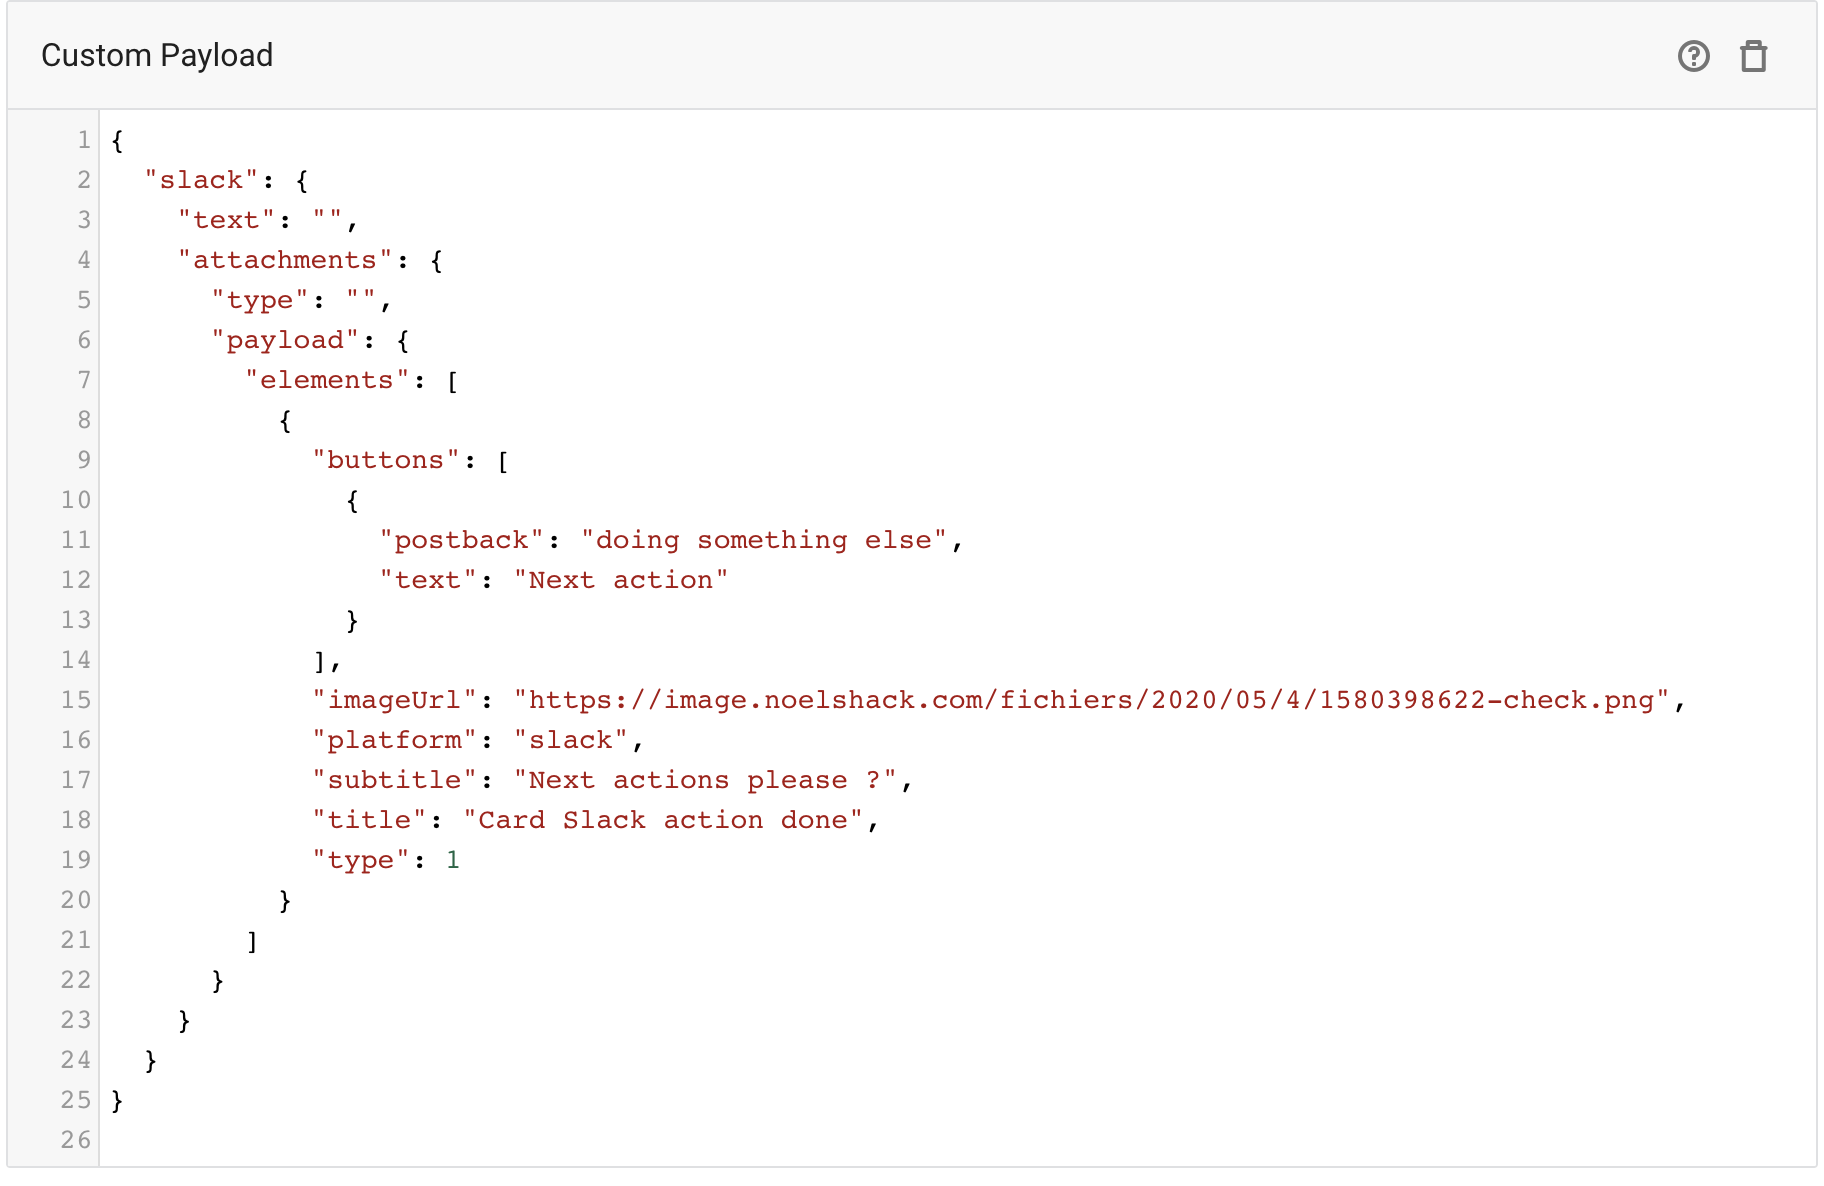 Custom Payload
1 {
2   "slack": {
3     "text": "",
4     "attachments": {
5       "type": "",
6       "payload": {
7         "elements": [
8           {
9             "buttons": [
10               {
11                 "postback": "doing something else",
12                 "text": "Next action"
13               }
14             ],
15             "imageUrl": "https://image.noelshack.com/fichiers/2020/05/4/1580398622-check.png",
16             "platform": "slack",
17             "subtitle": "Next actions please ?",
18             "title": "Card Slack action done",
19             "type": 1
20           }
21         ]
22       }
23     }
24   }
25 }
26